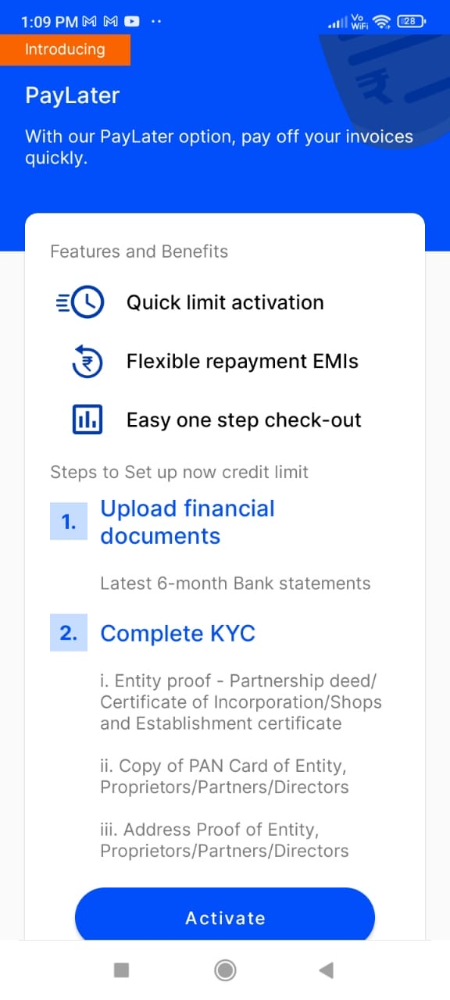 1:09 PM
Vo
WiFi
28
Introducing
PayLater
With our PayLater option, pay off your invoices
quickly.
Features and Benefits
Quick limit activation
₹
Flexible repayment EMIs
Easy one step check-out
Steps to Set up now credit limit
1.
Upload financial
documents
Latest 6-month Bank statements
2.
Complete KYC
i. Entity proof - Partnership deed/
Certificate of Incorporation/Shops
and Establishment certificate
ii. Copy of PAN Card of Entity,
Proprietors/Partners/Directors
iii. Address Proof of Entity,
Proprietors/Partners/Directors
Activate